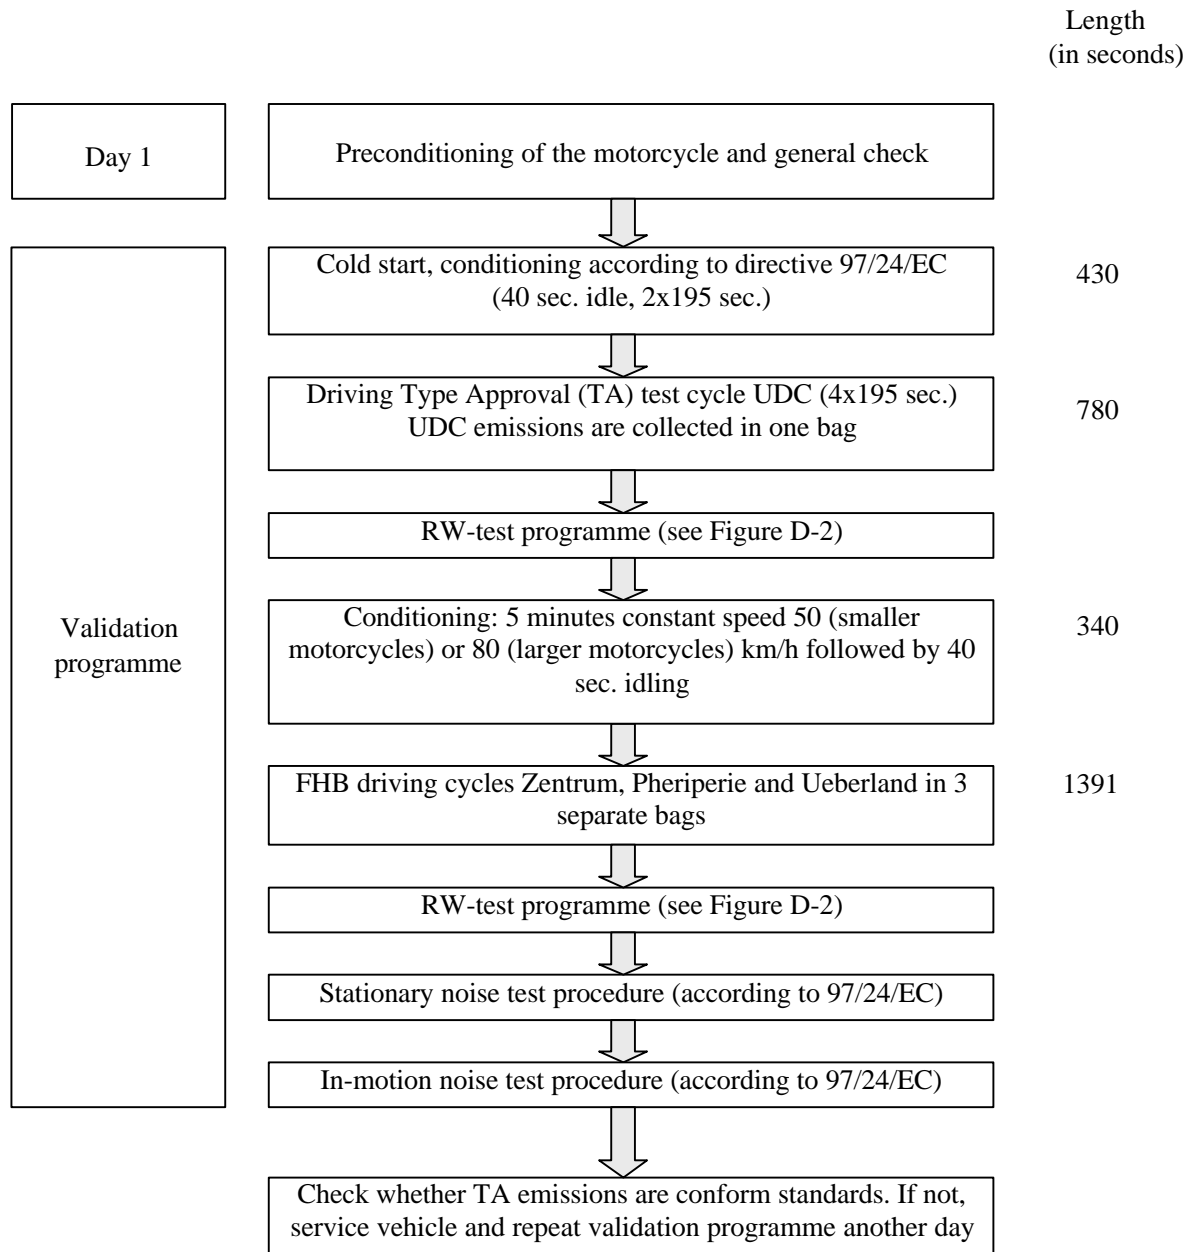 Length
(in seconds)
Day 1
Preconditioning of the motorcycle and general check
Validation
programme
Cold start, conditioning according to directive 97/24/EC
(40 sec. idle, 2x195 sec.)
430
Driving Type Approval (TA) test cycle UDC (4x195 sec.)
UDC emissions are collected in one bag
780
RW-test programme (see Figure D-2)
Conditioning: 5 minutes constant speed 50 (smaller
motorcycles) or 80 (larger motorcycles) km/h followed by 40
sec. idling
340
FHB driving cycles Zentrum, Pheriperie and Ueberland in 3
separate bags
1391
RW-test programme (see Figure D-2)
Stationary noise test procedure (according to 97/24/EC)
In-motion noise test procedure (according to 97/24/EC)
Check whether TA emissions are conform standards. If not,
service vehicle and repeat validation programme another day